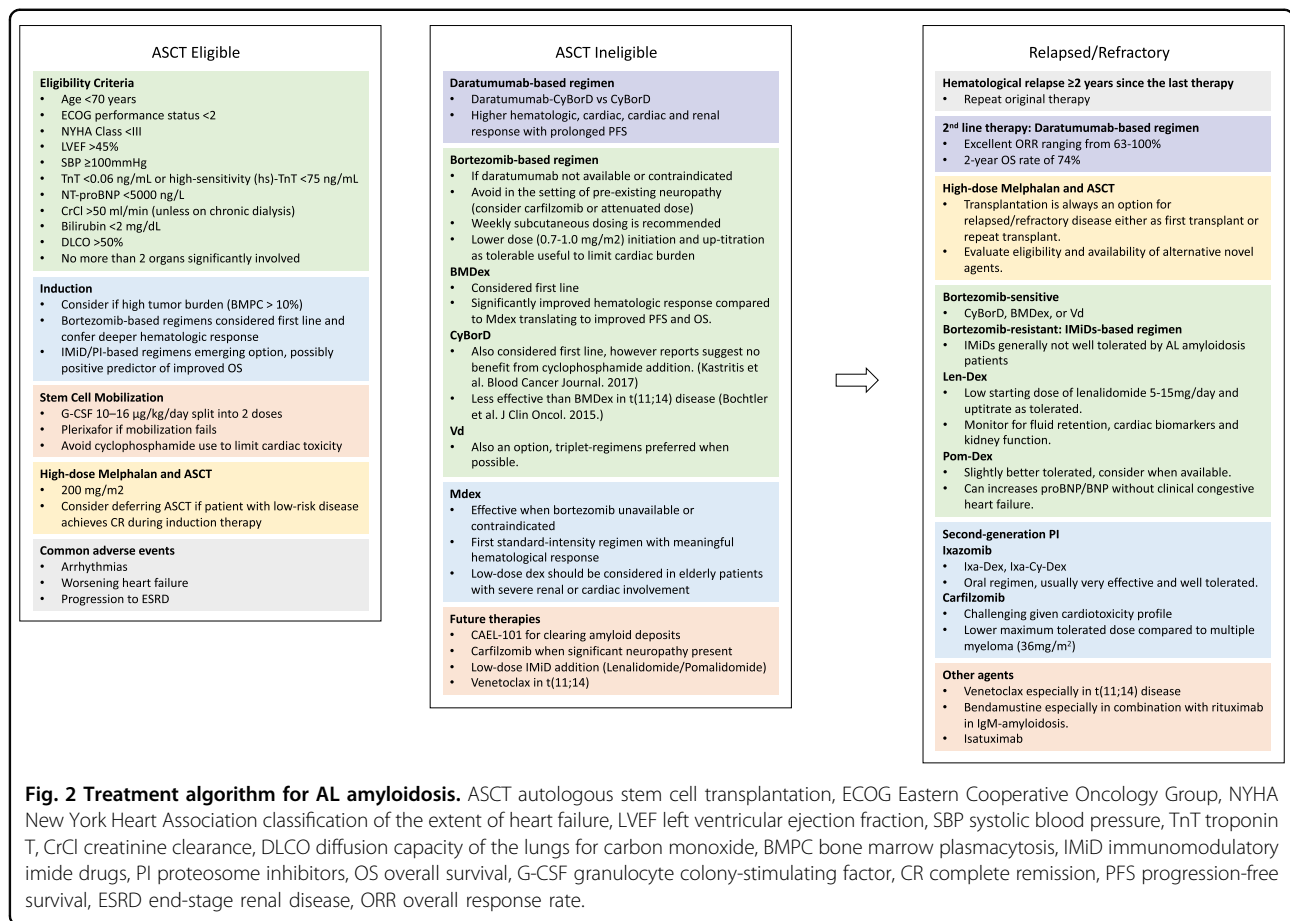 ASCT Eligible
Eligibility Criteria
• Age <70 years
• ECOG performance status <2
• NYHA Class <III
• LVEF >45%
• SBP ≥100mmHg
• TnT <0.06 ng/mL or high-sensitivity (hs)-TnT <75 ng/mL
• NT-proBNP <5000 ng/L
• CrCl >50 ml/min (unless on chronic dialysis)
• Bilirubin <2 mg/dL
• DLCO >50%
• No more than 2 organs significantly involved
Induction
• Consider if high tumor burden (BMPC > 10%)
• Bortezomib-based regimens considered first line and
confer deeper hematologic response
• IMiD/PI-based regimens emerging option, possibly
positive predictor of improved OS
Stem Cell Mobilization
• G-CSF 10–16 µg/kg/day split into 2 doses
• Plerixafor if mobilization fails
• Avoid cyclophosphamide use to limit cardiac toxicity
High-dose Melphalan and ASCT
• 200 mg/m2
• Consider deferring ASCT if patient with low-risk disease
achieves CR during induction therapy
Common adverse events
• Arrhythmias
• Worsening heart failure
• Progression to ESRD
ASCT Ineligible
Daratumumab-based regimen
• Daratumumab-CyBorD vs CyBorD
• Higher hematologic, cardiac, cardiac and renal
response with prolonged PFS
Bortezomib-based regimen
• If daratumumab not available or contraindicated
• Avoid in the setting of pre-existing neuropathy
(consider carfilzomib or attenuated dose)
• Weekly subcutaneous dosing is recommended
• Lower dose (0.7-1.0 mg/m2) initiation and up-titration
as tolerable useful to limit cardiac burden
BMDex
• Considered first line
• Significantly improved hematologic response compared
to Mdex translating to improved PFS and OS.
CyBorD
• Also considered first line, however reports suggest no
benefit from cyclophosphamide addition. (Kastritis
et al. Blood Cancer Journal. 2017)
• Less effective than BMDex in t(11;14) disease (Bochtler
et al. J Clin Oncol. 2015.)
Vd
• Also an option, triplet-regimens preferred when
possible.
Mdex
• Effective when bortezomib unavailable or
contraindicated
• First standard-intensity regimen with meaningful
hematological response
• Low-dose dex should be considered in elderly patients
with severe renal or cardiac involvement
Future therapies
• CAEL-101 for clearing amyloid deposits
• Carfilzomib when significant neuropathy present
• Low-dose IMiD addition (Lenalidomide/Pomalidomide)
• Venetoclax in t(11;14)
Relapsed/Refractory
Hematological relapse ≥2 years since the last therapy
• Repeat original therapy
2nd line therapy: Daratumumab-based regimen
• Excellent ORR ranging from 63-100%
• 2-year OS rate of 74%
High-dose Melphalan and ASCT
• Transplantation is always an option for
relapsed/refractory disease either as first transplant or
repeat transplant.
• Evaluate eligibility and availability of alternative novel
agents.
Bortezomib-sensitive
• CyBorD, BMDex, or Vd
Bortezomib-resistant: IMiDs-based regimen
• IMiDs generally not well tolerated by AL amyloidosis
patients
Len-Dex
• Low starting dose of lenalidomide 5-15mg/day and
uptitrate as tolerated.
• Monitor for fluid retention, cardiac biomarkers and
kidney function.
Pom-Dex
• Slightly better tolerated, consider when available.
• Can increases proBNP/BNP without clinical congestive
heart failure.
Second-generation PI
Ixazomib
• Ixa-Dex, Ixa-Cy-Dex
• Oral regimen, usually very effective and well tolerated.
Carfilzomib
• Challenging given cardiotoxicity profile
• Lower maximum tolerated dose compared to multiple
myeloma (36mg/m²)
Other agents
• Venetoclax especially in t(11;14) disease
• Bendamustine especially in combination with rituximab
in IgM-amyloidosis.
• Isatuximab
Fig. 2 Treatment algorithm for AL amyloidosis. ASCT autologous stem cell transplantation, ECOG Eastern Cooperative Oncology Group, NYHA
New York Heart Association classification of the extent of heart failure, LVEF left ventricular ejection fraction, SBP systolic blood pressure, TnT troponin
T, CrCl creatinine clearance, DLCO diffusion capacity of the lungs for carbon monoxide, BMPC bone marrow plasmacytosis, IMiD immunomodulatory
imide drugs, PI proteosome inhibitors, OS overall survival, G-CSF granulocyte colony-stimulating factor, CR complete remission, PFS progression-free
survival, ESRD end-stage renal disease, ORR overall response rate.